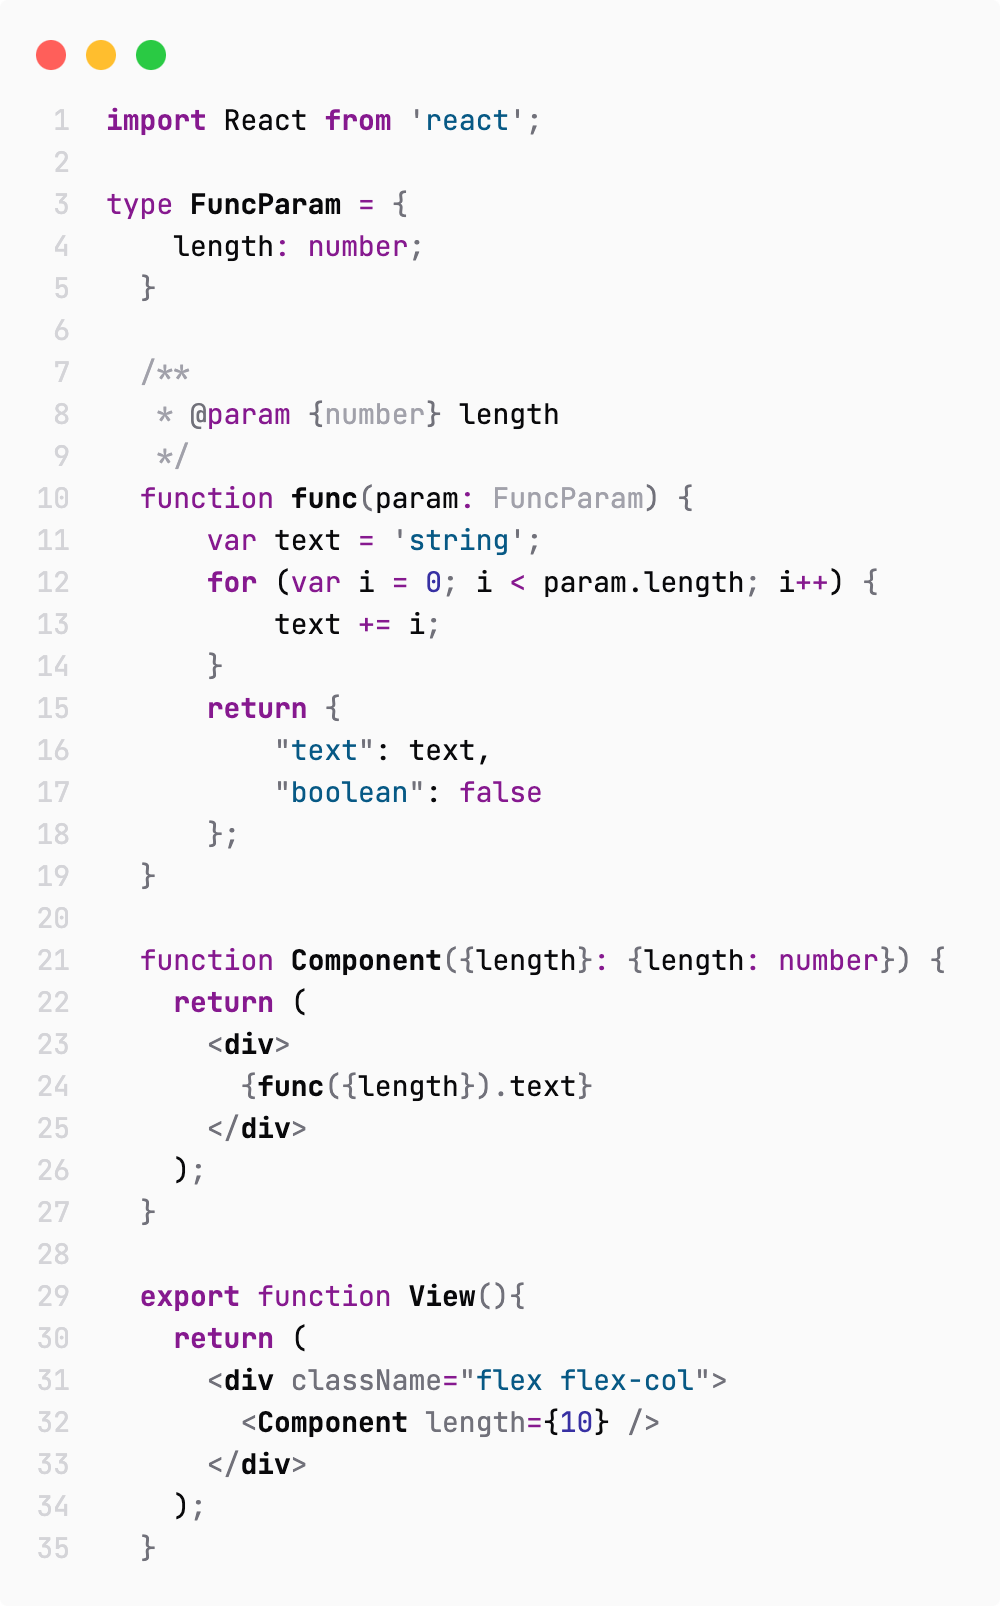 1 import React from 'react';
2
3 type FuncParam = {
4     length: number;
5   }
6
7   /**
8    * @param {number} length
9    */
10   function func(param: FuncParam) {
11       var text = 'string';
12       for (var i = 0; i < param.length; i++) {
13           text += i;
14       }
15       return {
16           "text": text,
17           "boolean": false
18       };
19   }
20
21   function Component({length}: {length: number}) {
22     return (
23       <div>
24         {func({length}).text}
25       </div>
26     );
27   }
28
29   export function View(){
30     return (
31       <div className="flex flex-col">
32         <Component length={10} />
33       </div>
34     );
35   }